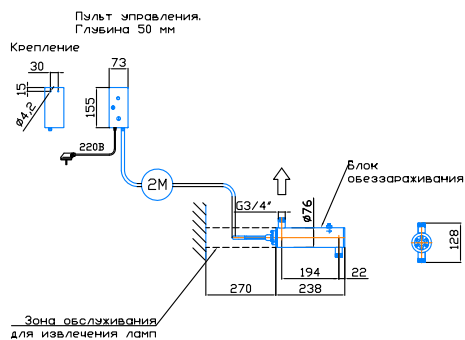 Пульт управления.
Глубина 50 мм
Крепление
30
73
15
155
Ø4,2
220В
2М
Блок
обеззараживания
G3/4"
Ø76
128
194
22
270
238
Зона обслуживания
для извлечения ламп